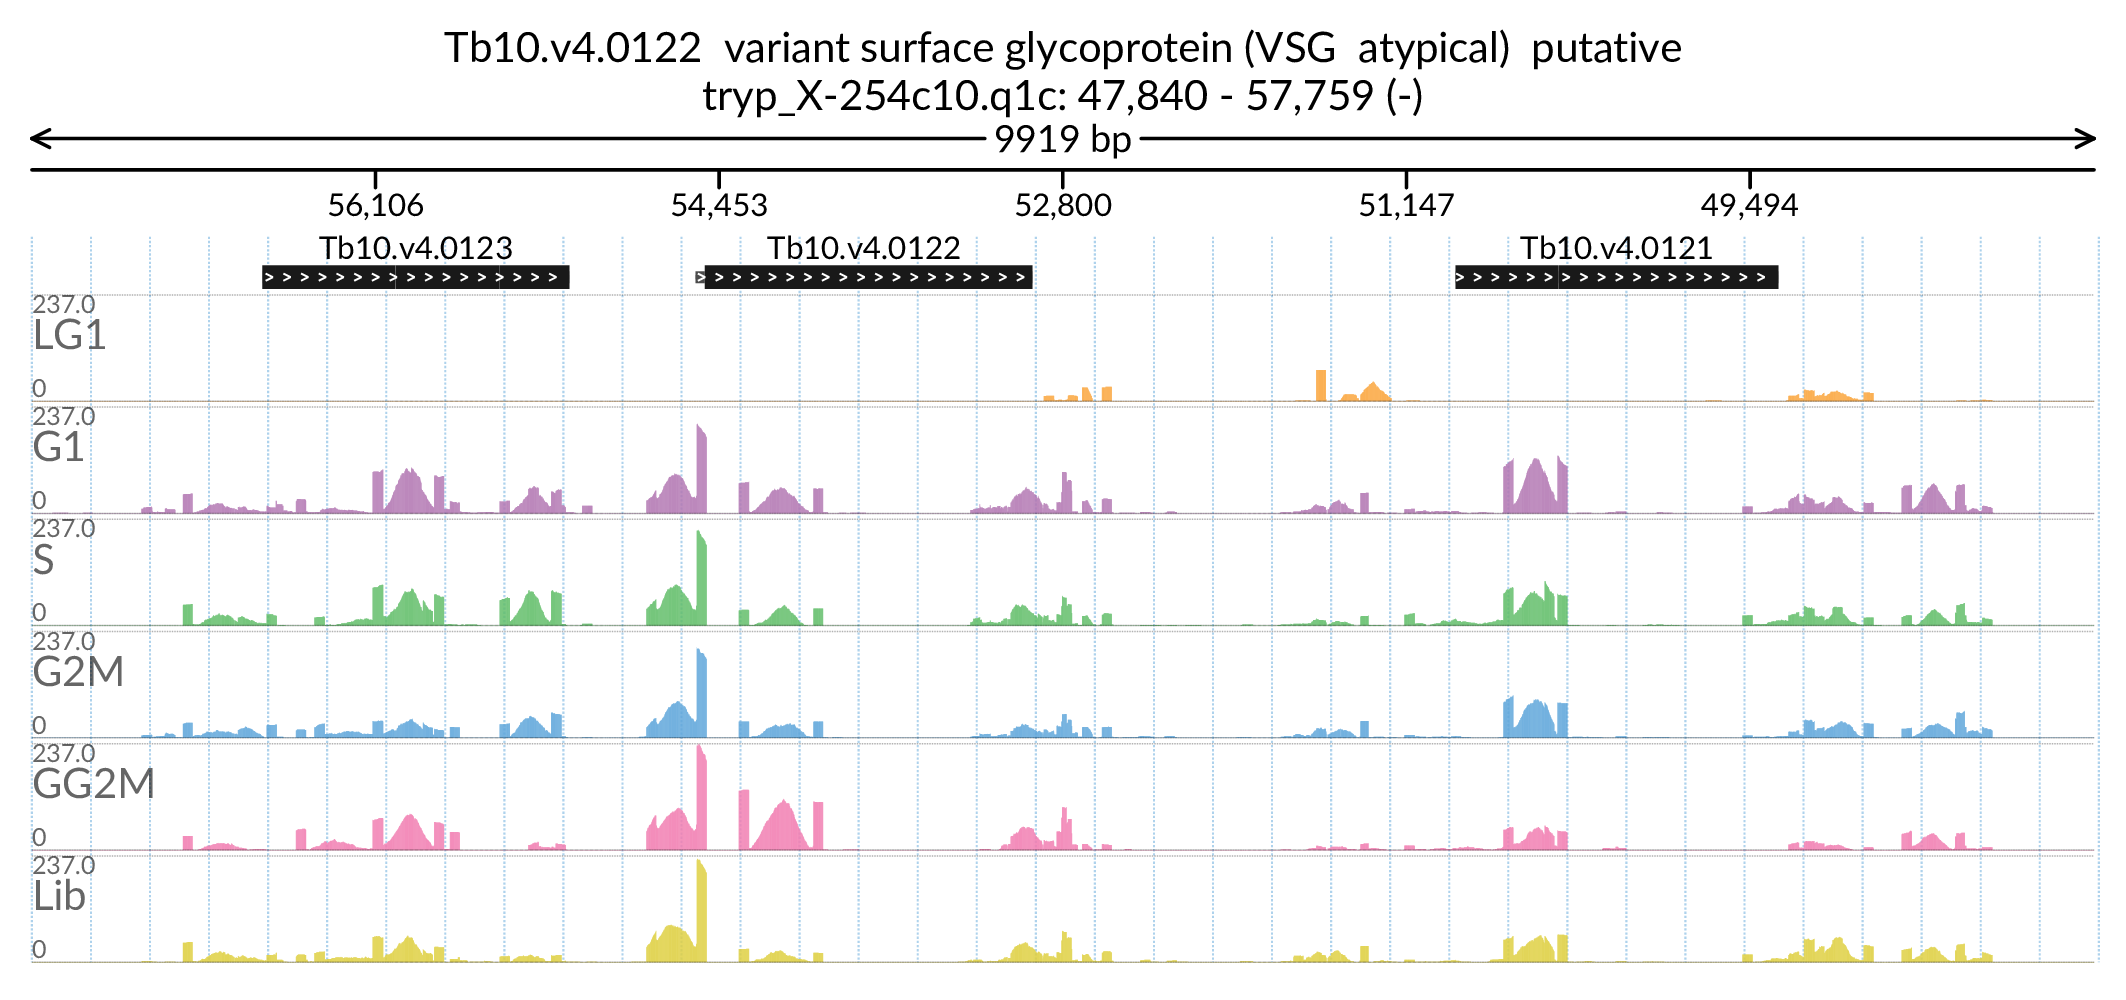 Tb10.v4.0122 variant surface glycoprotein (VSG atypical) putative
tryp_X-254c10.q1c: 47,840 - 57,759 (-)
9919 bp
56,106 54,453 52,800 51,147 49,494
Tb10.v4.0123 Tb10.v4.0122 Tb10.v4.0121
237.0
LG1
0
237.0
G1
0
237.0
S
0
237.0
G2M
0
237.0
GG2M
0
237.0
Lib
0